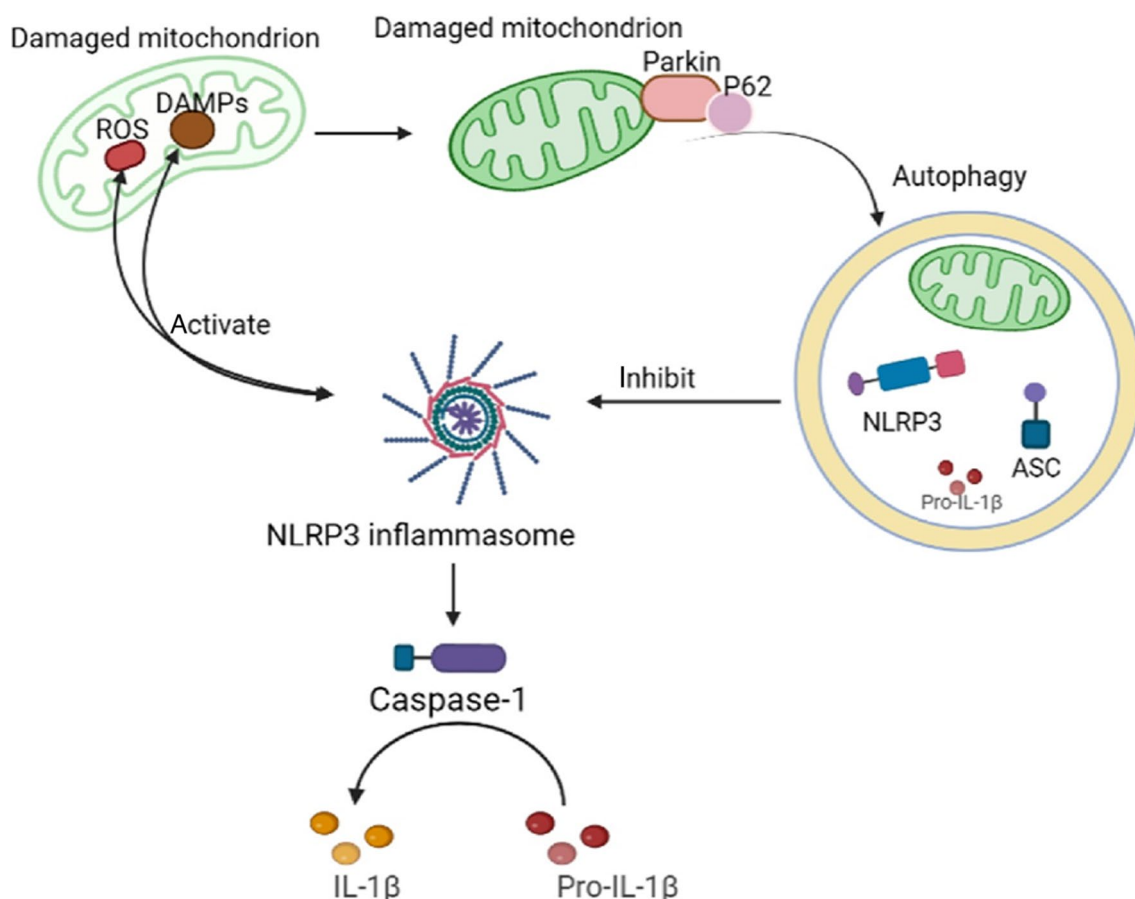 Damaged mitochondrion
Damaged mitochondrion
Parkin
P62
DAMPs
ROS
Autophagy
Activate
Inhibit
NLRP3
ASC
Pro-IL-1β
NLRP3 inflammasome
Caspase-1
IL-1β
Pro-IL-1β